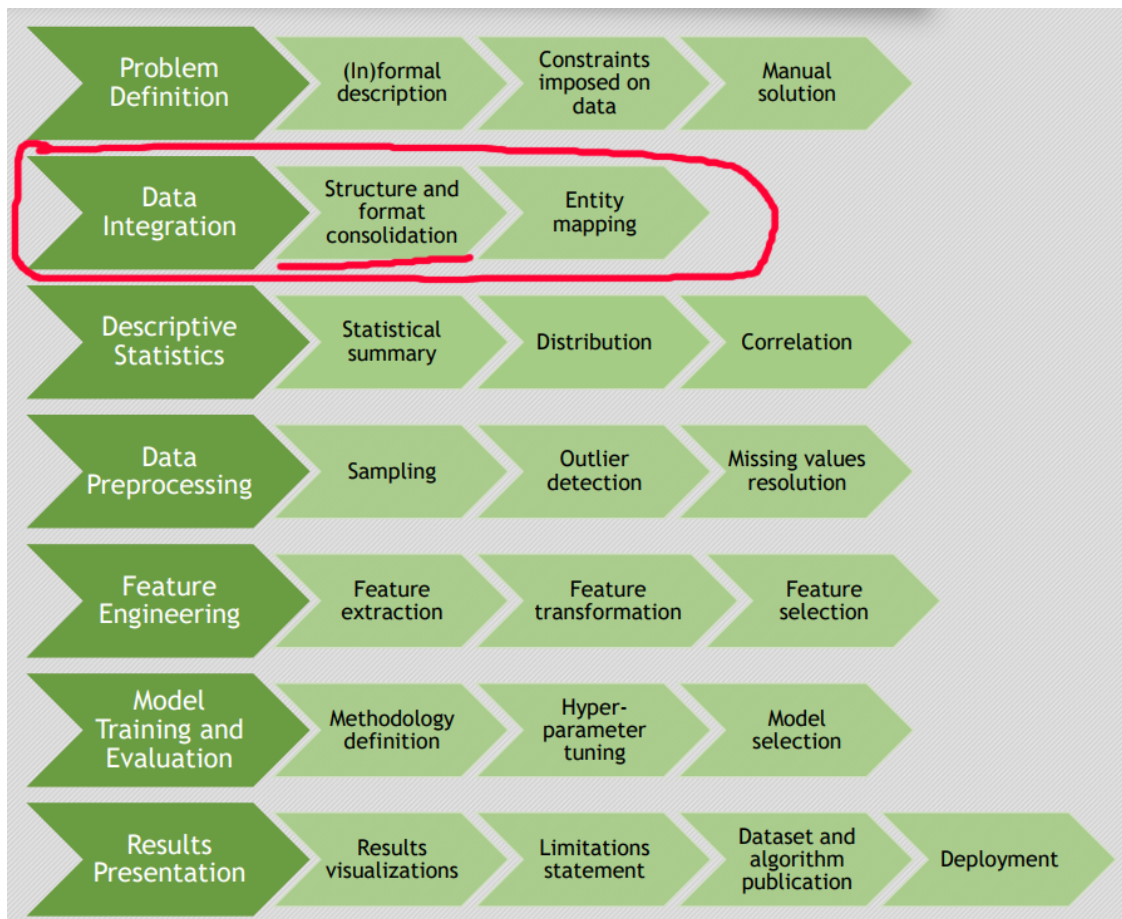 Problem
Definition
(In)formal
description
Constraints
imposed on
data
Manual
solution
Data
Integration
Structure and
format
consolidation
Entity
mapping
Descriptive
Statistics
Statistical
summary
Distribution
Correlation
Data
Preprocessing
Sampling
Outlier
detection
Missing values
resolution
Feature
Engineering
Feature
extraction
Feature
transformation
Feature
selection
Model
Training and
Evaluation
Methodology
definition
Hyper-
parameter
tuning
Model
selection
Results
Presentation
Results
visualizations
Limitations
statement
Dataset and
algorithm
publication
Deployment